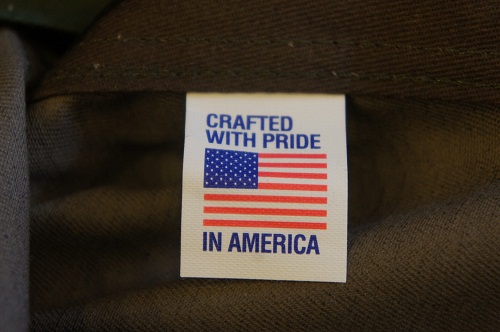 CRAFTED
WITH PRIDE
IN AMERICA